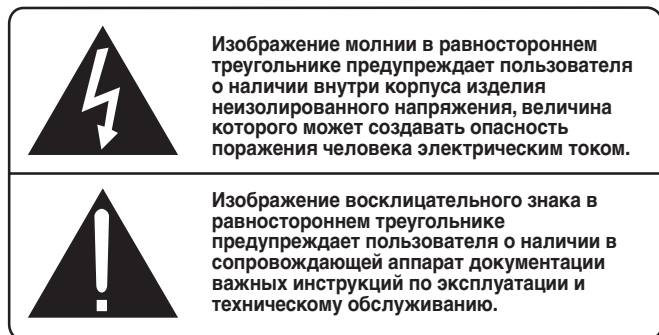 Изображение молнии в равностороннем
треугольнике предупреждает пользователя
о наличии внутри корпуса изделия
неизолированного напряжения, величина
которого может создавать опасность
поражения человека электрическим током.
Изображение восклицательного знака в
равностороннем треугольнике
предупреждает пользователя о наличии в
сопровождающей аппарат документации
важных инструкций по эксплуатации и
техническому обслуживанию.